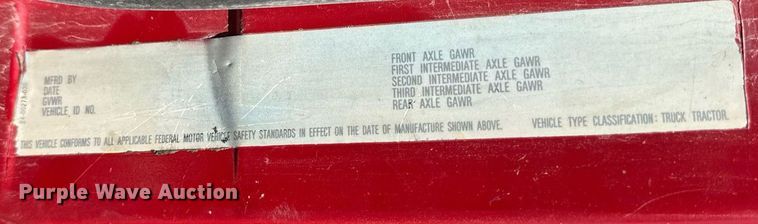 MFRD BY
DATE
GVWR
VEHICLE ID NO.
FRONT AXLE GAWR
FIRST INTERMEDIATE AXLE GAWR
SECOND INTERMEDIATE AXLE GAWR
THIRD INTERMEDIATE AXLE GAWR
REAR AXLE GAWR
THIS VEHICLE CONFORMS TO ALL APPLICABLE FEDERAL MOTOR VEHICLE SAFETY STANDARDS IN EFFECT ON THE DATE OF MANUFACTURE SHOWN ABOVE. VEHICLE TYPE CLASSIFICATION: TRUCK TRACTOR.
Purple Wave Auction